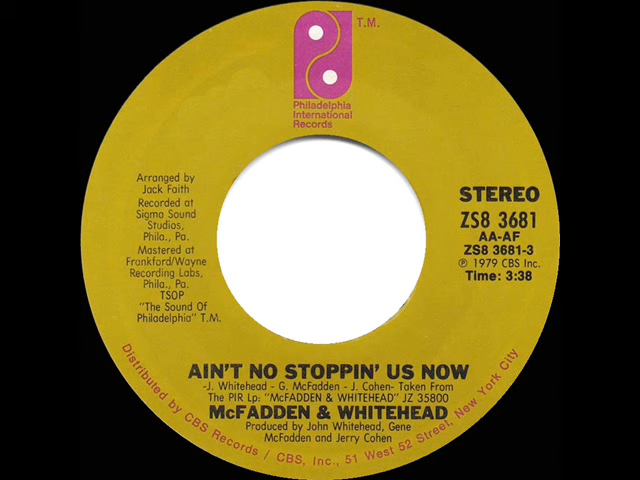 T.M.
Philadelphia
International
Records
Arranged by
Jack Faith
Recorded at
Sigma Sound
Studios,
Phila., Pa.
Mastered at
Frankford/Wayne
Recording Labs,
Phila., Pa.
TSOP
"The Sound Of
Philadelphia" T.M.
STEREO
ZS8 3681
AA-AF
ZS8 3681-3
℗ 1979 CBS Inc.
Time: 3:38
AIN'T NO STOPPIN' US NOW
-J. Whitehead - G. McFadden - J. Cohen- Taken From
The PIR Lp: "McFADDEN & WHITEHEAD" JZ 35800
McFADDEN & WHITEHEAD
Produced by John Whitehead, Gene
McFadden and Jerry Cohen
Distributed by CBS Records / CBS, Inc., 51 West 52 Street, New York City